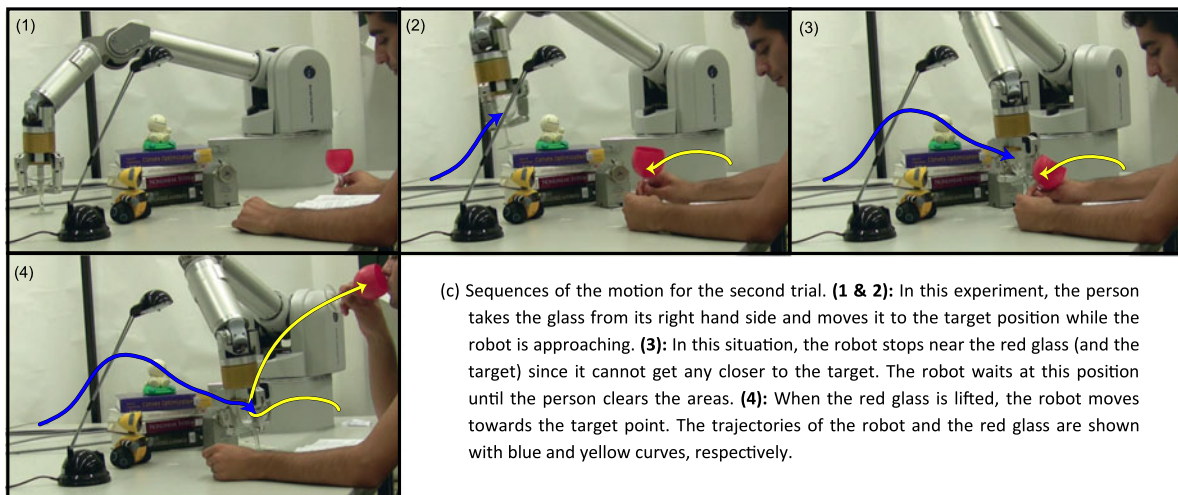 (1)
(2)
(3)
(4)
(c) Sequences of the motion for the second trial. (1 & 2): In this experiment, the person
takes the glass from its right hand side and moves it to the target position while the
robot is approaching. (3): In this situation, the robot stops near the red glass (and the
target) since it cannot get any closer to the target. The robot waits at this position
until the person clears the areas. (4): When the red glass is lifted, the robot moves
towards the target point. The trajectories of the robot and the red glass are shown
with blue and yellow curves, respectively.